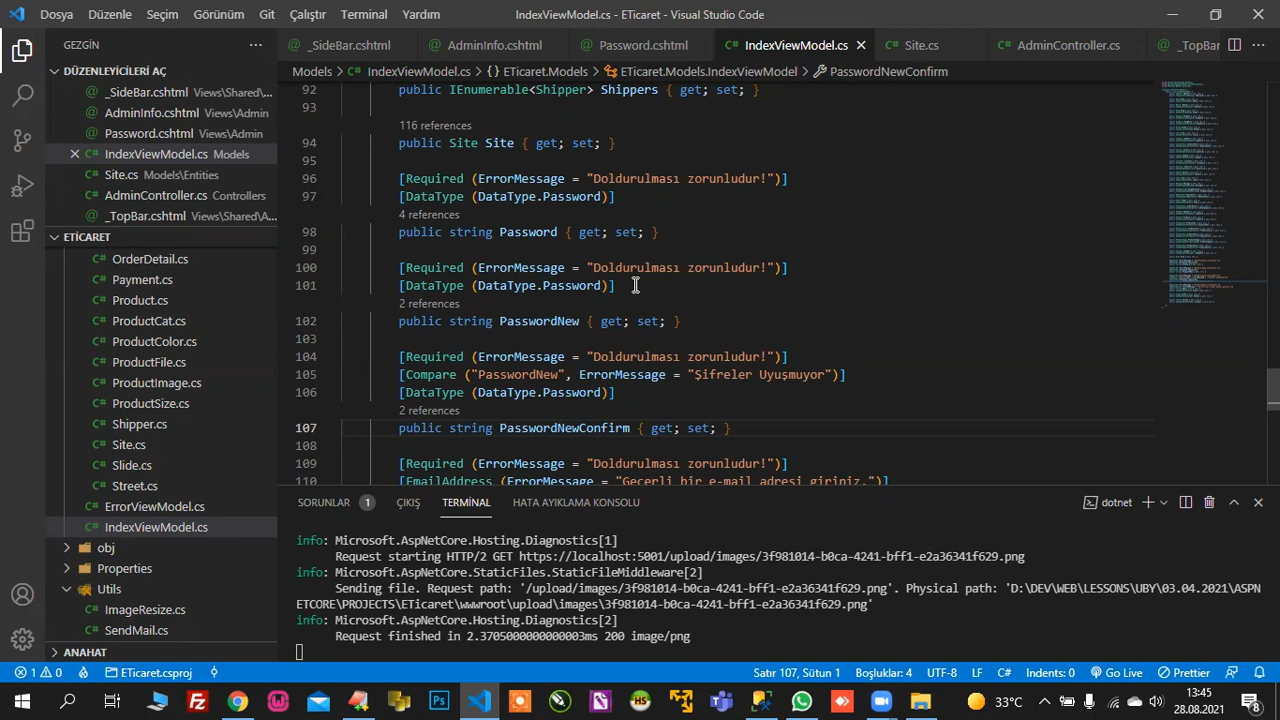 Dosya Düzenle Seçim Görünüm Git Çalıştır Terminal Yardım IndexViewModel.cs - ETicaret - Visual Studio Code
GEZGİN
DÜZENLEYİCİLERİ AÇ
_SideBar.cshtml Views\Shared\...
AdminInfo.cshtml Views\Admin
Password.cshtml Views\Admin
IndexViewModel.cs Models
Site.cs Models\Entities
AdminController.cs Controllers
_TopBar.cshtml Views\Shared\A...
ETICARET
OrderDetail.cs
Payment.cs
Product.cs
ProductCat.cs
ProductColor.cs
ProductFile.cs
ProductImage.cs
ProductSize.cs
Shipper.cs
Site.cs
Slide.cs
Street.cs
ErrorViewModel.cs
IndexViewModel.cs
obj
Properties
Utils
ImageResize.cs
SendMail.cs
ANAHAT
_SideBar.cshtml AdminInfo.cshtml Password.cshtml IndexViewModel.cs Site.cs AdminController.cs _TopBar
Models > IndexViewModel.cs > ETicaret.Models > ETicaret.Models.IndexViewModel > PasswordNewConfirm
92 public IEnumerable<Shipper> Shippers { get; set; }
93
116 references
94 public Site Site { get; set; }
95
96 [Required (ErrorMessage = "Doldurulması zorunludur!")]
97 [DataType (DataType.Password)]
4 references
98 public string Password { get; set; }
99
100 [Required (ErrorMessage = "Doldurulması zorunludur!")]
101 [DataType (DataType.Password)]
2 references
102 public string PasswordNew { get; set; }
103
104 [Required (ErrorMessage = "Doldurulması zorunludur!")]
105 [Compare ("PasswordNew", ErrorMessage = "Şifreler Uyuşmuyor")]
106 [DataType (DataType.Password)]
2 references
107 public string PasswordNewConfirm { get; set; }
108
109 [Required (ErrorMessage = "Doldurulması zorunludur!")]
110 [EmailAddress (ErrorMessage = "Geçerli bir e-mail adresi giriniz.")]
SORUNLAR 1 ÇIKIŞ TERMİNAL HATA AYIKLAMA KONSOLU dotnet
info: Microsoft.AspNetCore.Hosting.Diagnostics[1]
Request starting HTTP/2 GET https://localhost:5001/upload/images/3f981014-b0ca-4241-bff1-e2a36341f629.png
info: Microsoft.AspNetCore.StaticFiles.StaticFileMiddleware[2]
Sending file. Request path: '/upload/images/3f981014-b0ca-4241-bff1-e2a36341f629.png'. Physical path: 'D:\DEV\WEB\LESSONS\UBY\03.04.2021\ASPN
ETCORE\PROJECTS\ETicaret\wwwroot\upload\images\3f981014-b0ca-4241-bff1-e2a36341f629.png'
info: Microsoft.AspNetCore.Hosting.Diagnostics[2]
Request finished in 2.3705000000000003ms 200 image/png
1 0 ETicaret.csproj Satır 107, Sütun 1 Boşluklar: 4 UTF-8 LF C# Indents: 0 Go Live Prettier
33°C 13:45
28.08.2021 8